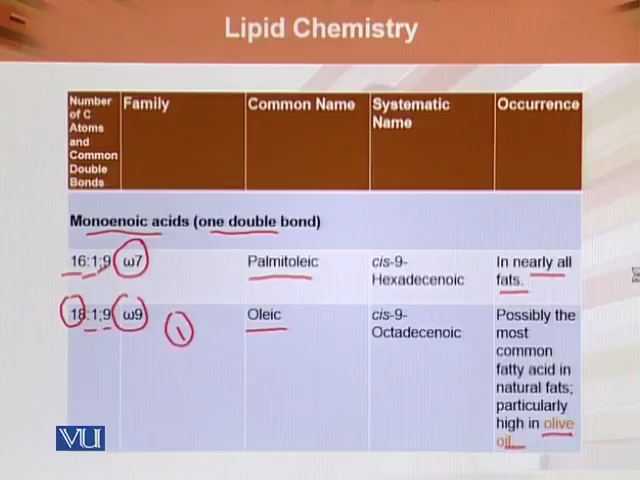 Lipid Chemistry
Number
of C
Atoms
and
Common
Double
Bonds
Family
Common Name
Systematic
Name
Occurrence
Monoenoic acids (one double bond)
16:1;9
ω7
Palmitoleic
cis-9-
Hexadecenoic
In nearly all
fats.
18:1;9
ω9
1
Oleic
cis-9-
Octadecenoic
Possibly the
most
common
fatty acid in
natural fats;
particularly
high in olive
oil.
VU